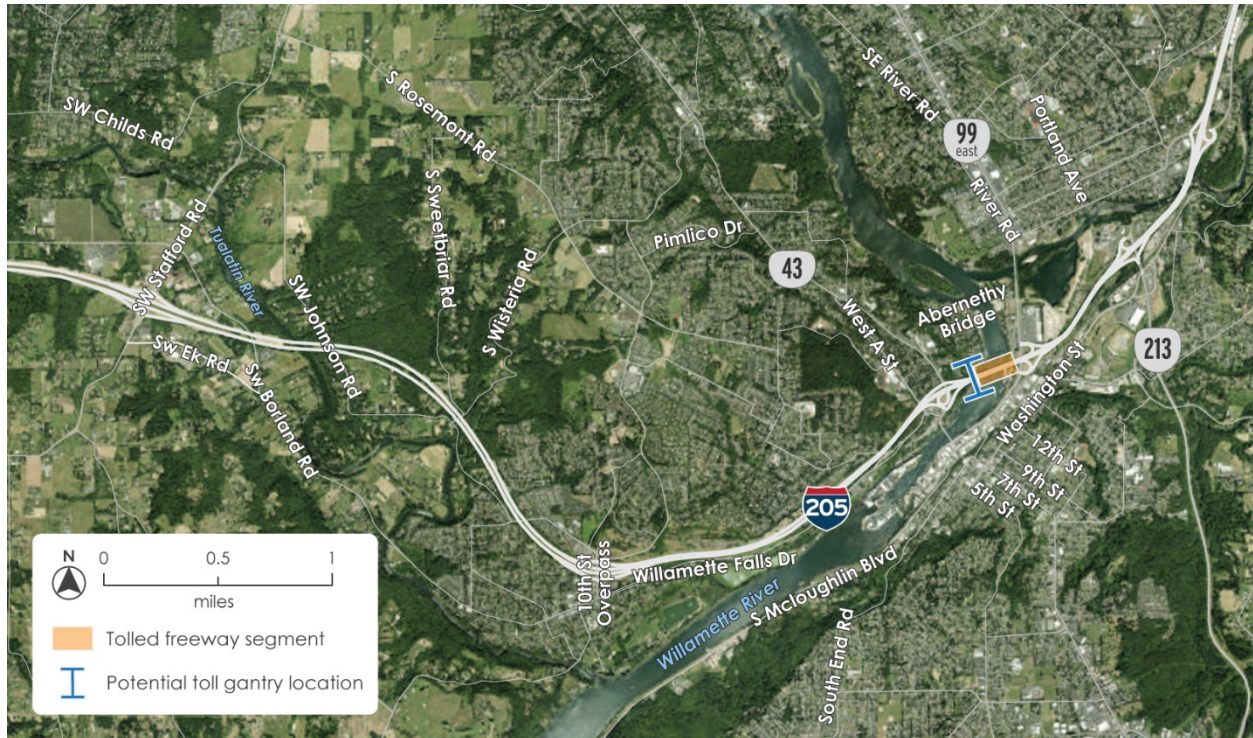 SW Childs Rd
S Rosemont Rd
SE River Rd
99
east
Portland Ave
River Rd
SW Stafford Rd
Tualatin River
S Sweetbriar Rd
S Wisteria Rd
Pimlico Dr
43
Abernethy
Bridge
West A St
213
Sw Ek Rd
SW Johnson Rd
Sw Borland Rd
Washington St
12th St
9th St
7th St
5th St
205
10th St
Overpass
Willamette Falls Dr
Willamette River
S Mcloughlin Blvd
South End Rd
N
0 0.5 1
miles
Tolled freeway segment
Potential toll gantry location